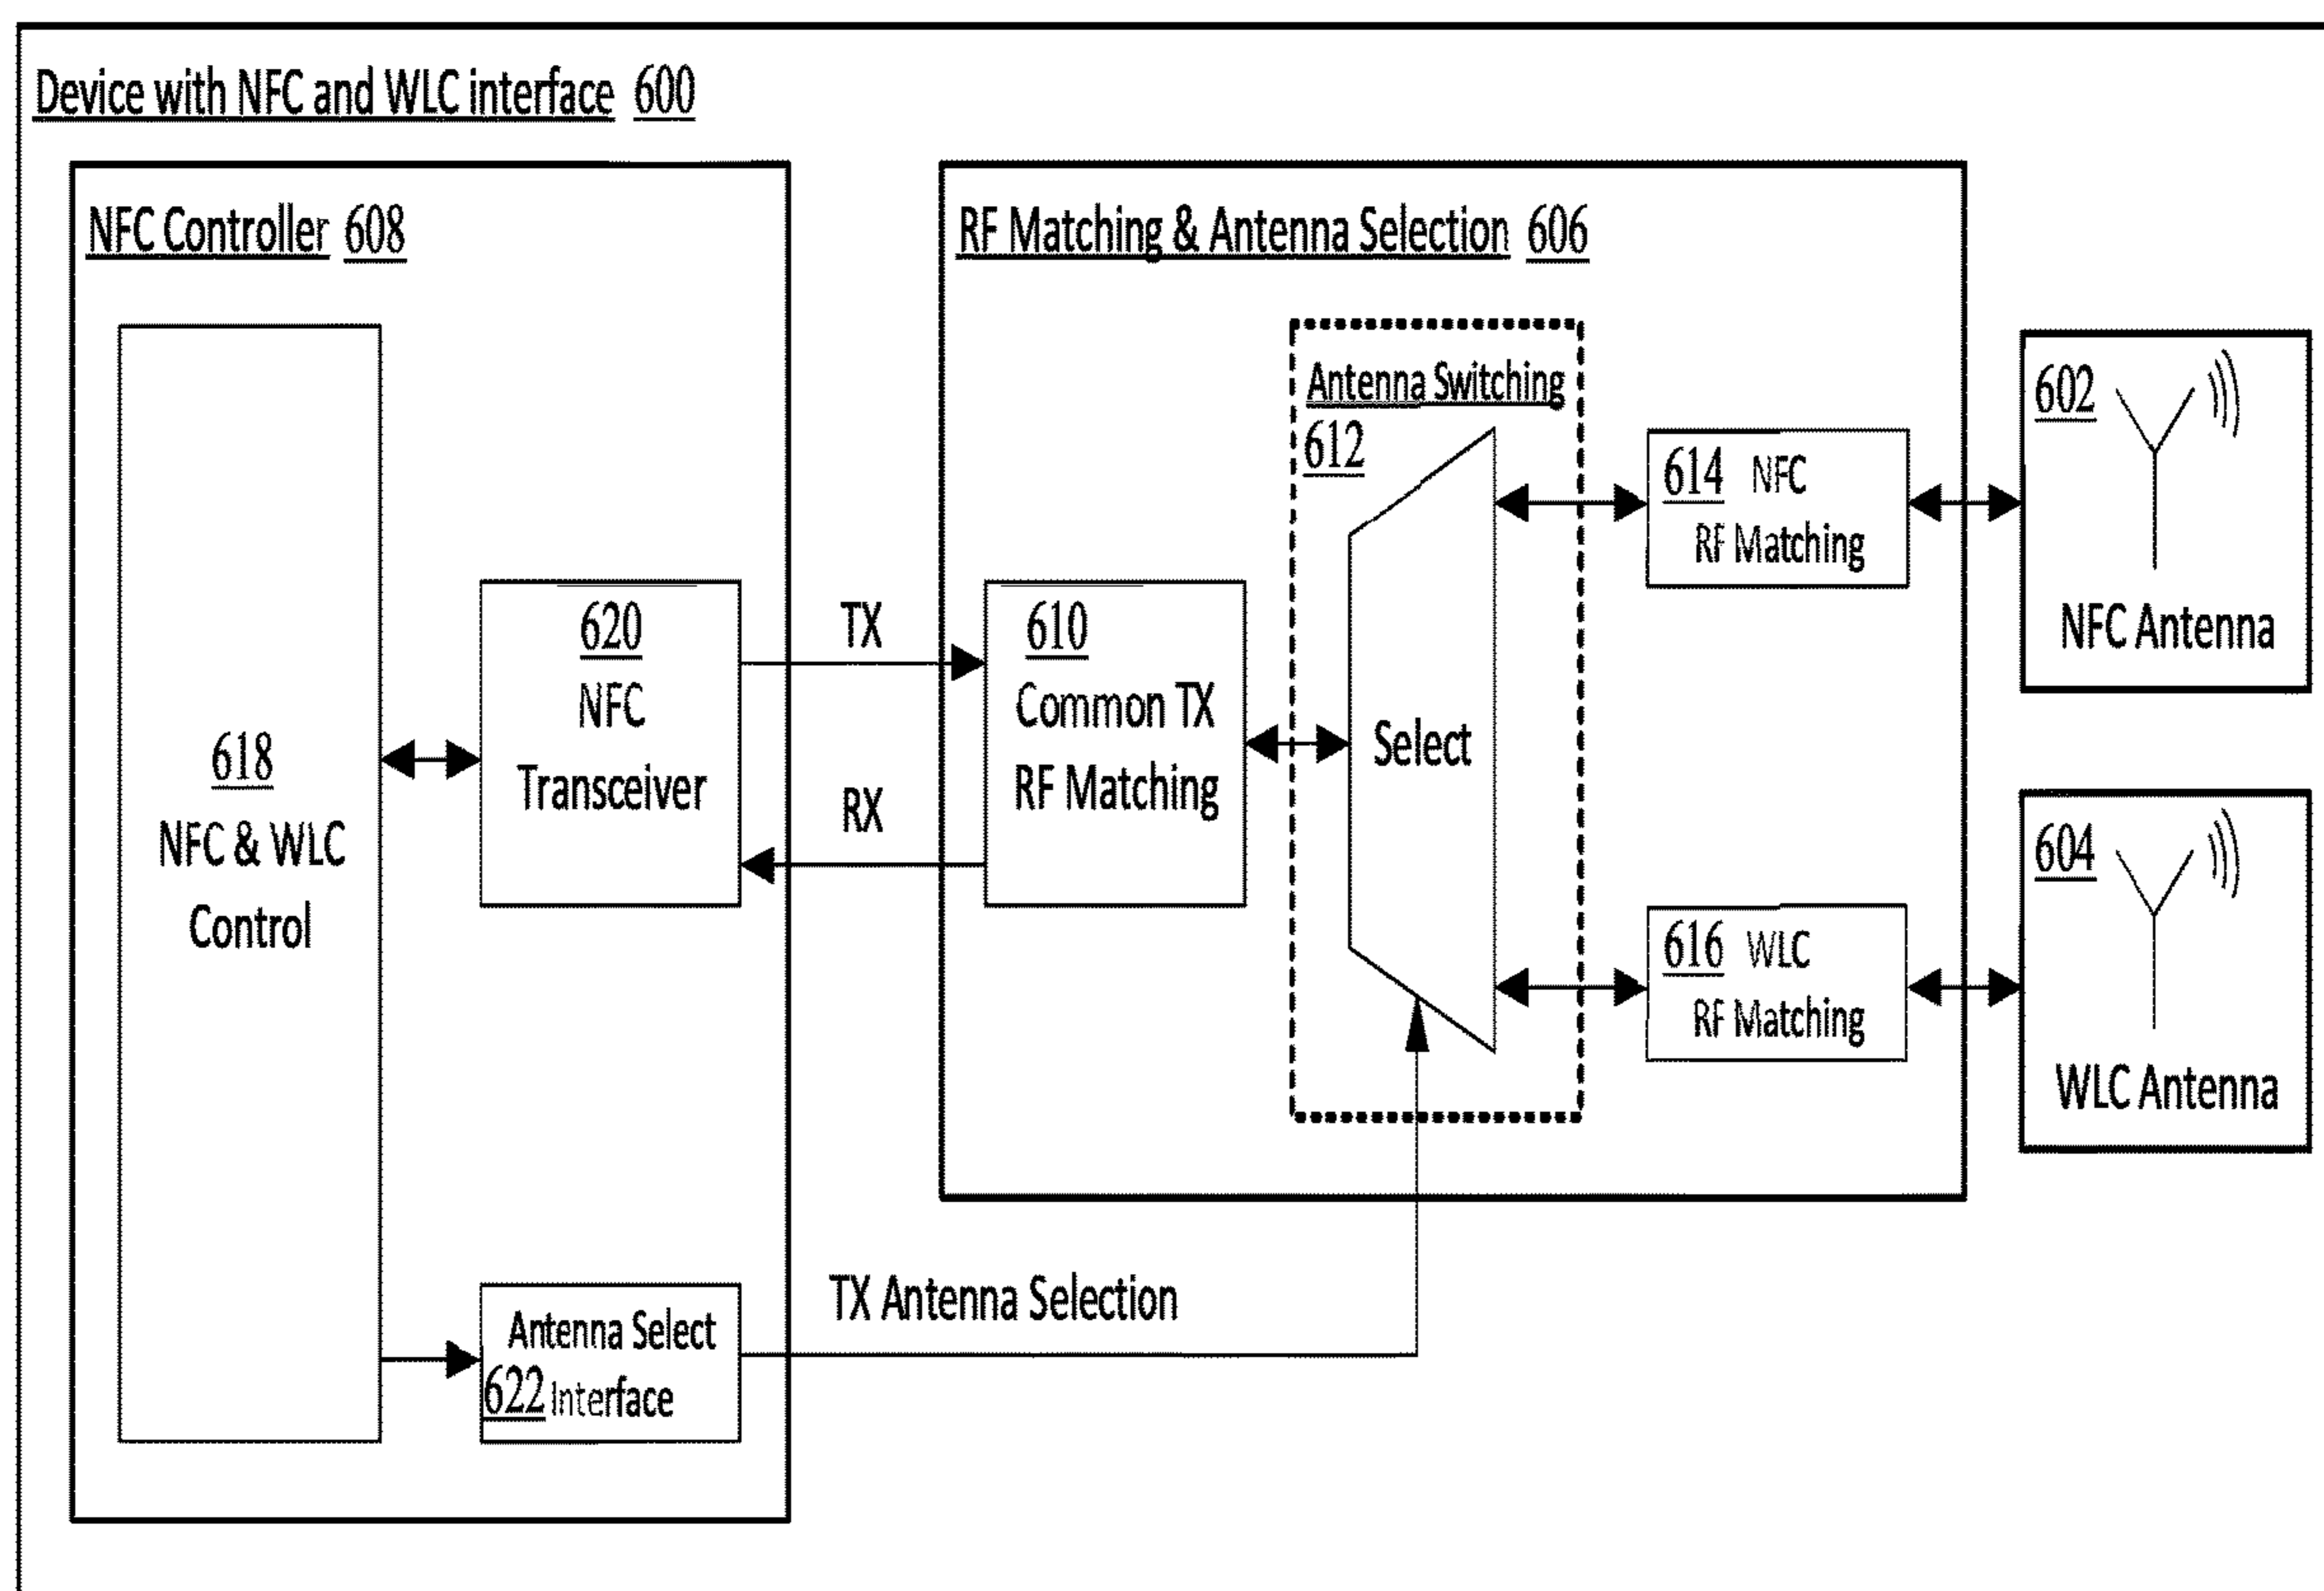 Device with NFC and WLC interface 600
NFC Controller 608
618
NFC & WLC
Control
620
NFC
Transceiver
Antenna Select
622 Interface
TX
RX
TX Antenna Selection
RF Matching & Antenna Selection 606
610
Common TX
RF Matching
Antenna Switching
612
Select
614 NFC
RF Matching
616 WLC
RF Matching
602
NFC Antenna
604
WLC Antenna